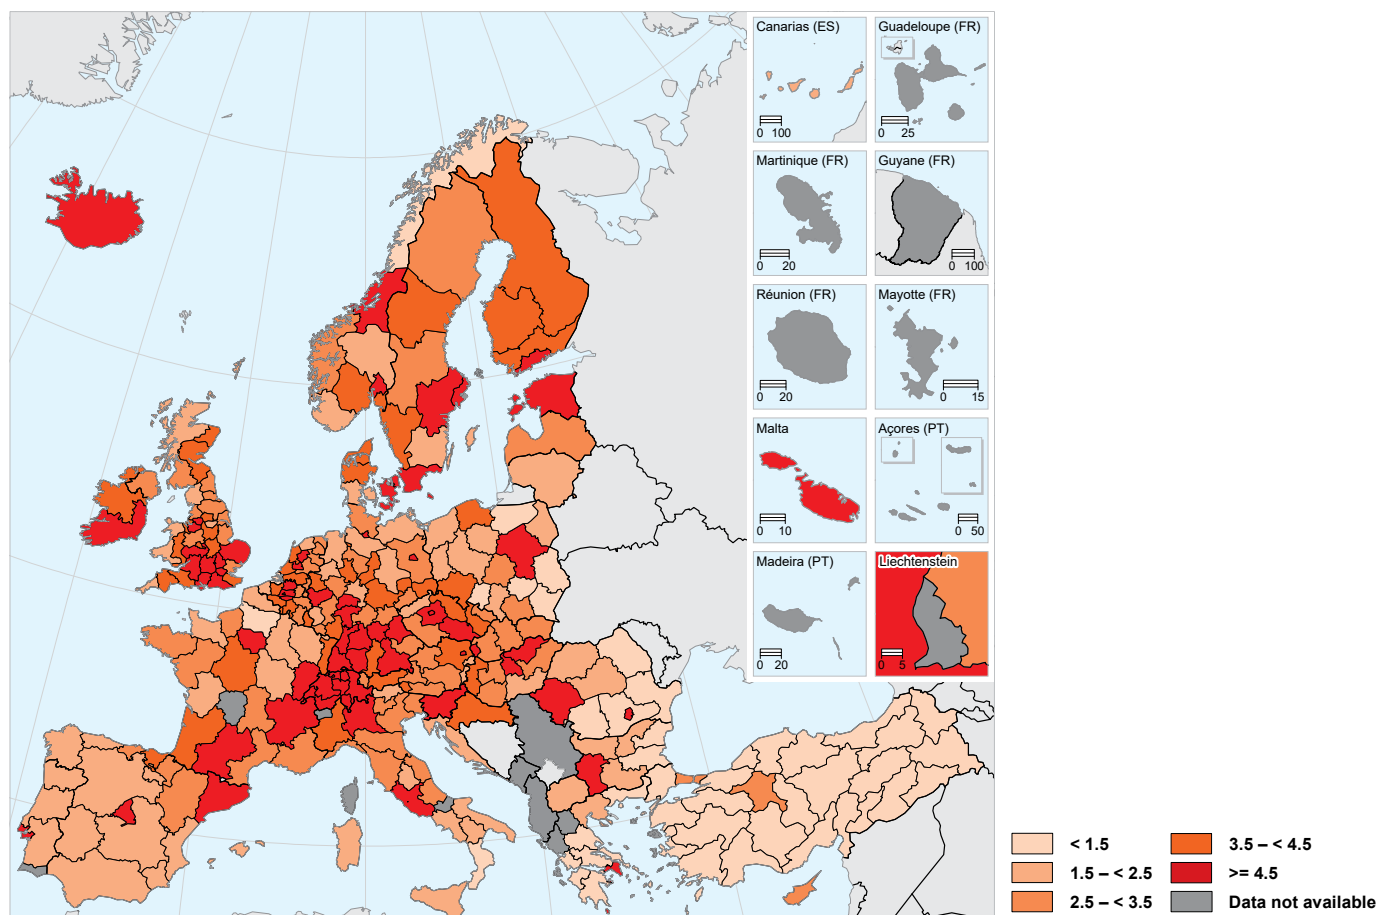 Canarias (ES)
0 100
Guadeloupe (FR)
0 25
Martinique (FR)
0 20
Guyane (FR)
0 100
Réunion (FR)
0 20
Mayotte (FR)
0 15
Malta
0 10
Açores (PT)
0 50
Madeira (PT)
0 20
Liechtenstein
0 5
< 1.5
1.5 – < 2.5
2.5 – < 3.5
3.5 – < 4.5
>= 4.5
Data not available